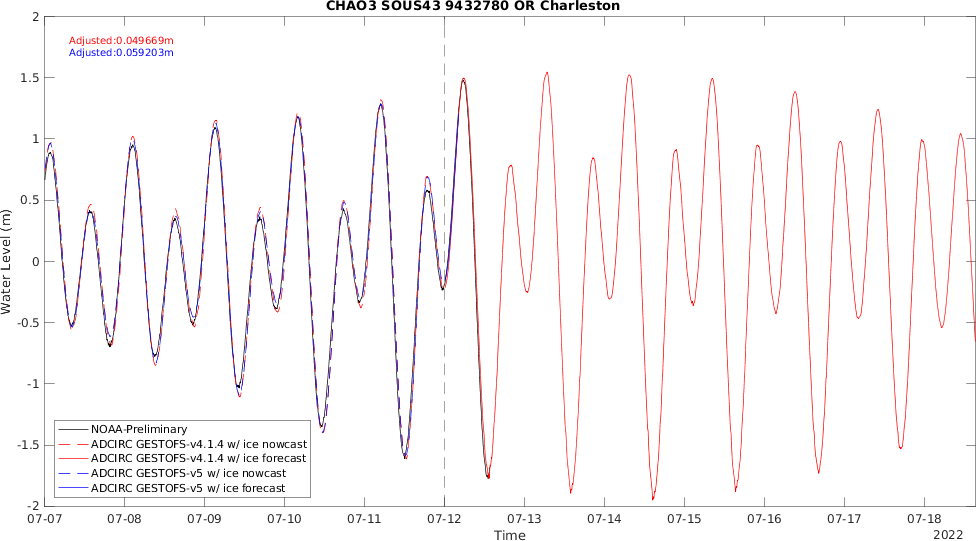 CHAO3 SOUS43 9432780 OR Charleston
Adjusted:0.049669m
Adjusted:0.059203m
2
1.5
1
0.5
0
-0.5
-1
-1.5
-2
Water Level (m)
NOAA-Preliminary
ADCIRC GESTOFS-v4.1.4 w/ ice nowcast
ADCIRC GESTOFS-v4.1.4 w/ ice forecast
ADCIRC GESTOFS-v5 w/ ice nowcast
ADCIRC GESTOFS-v5 w/ ice forecast
07-07 07-08 07-09 07-10 07-11 07-12 07-13 07-14 07-15 07-16 07-17 07-18
Time
2022